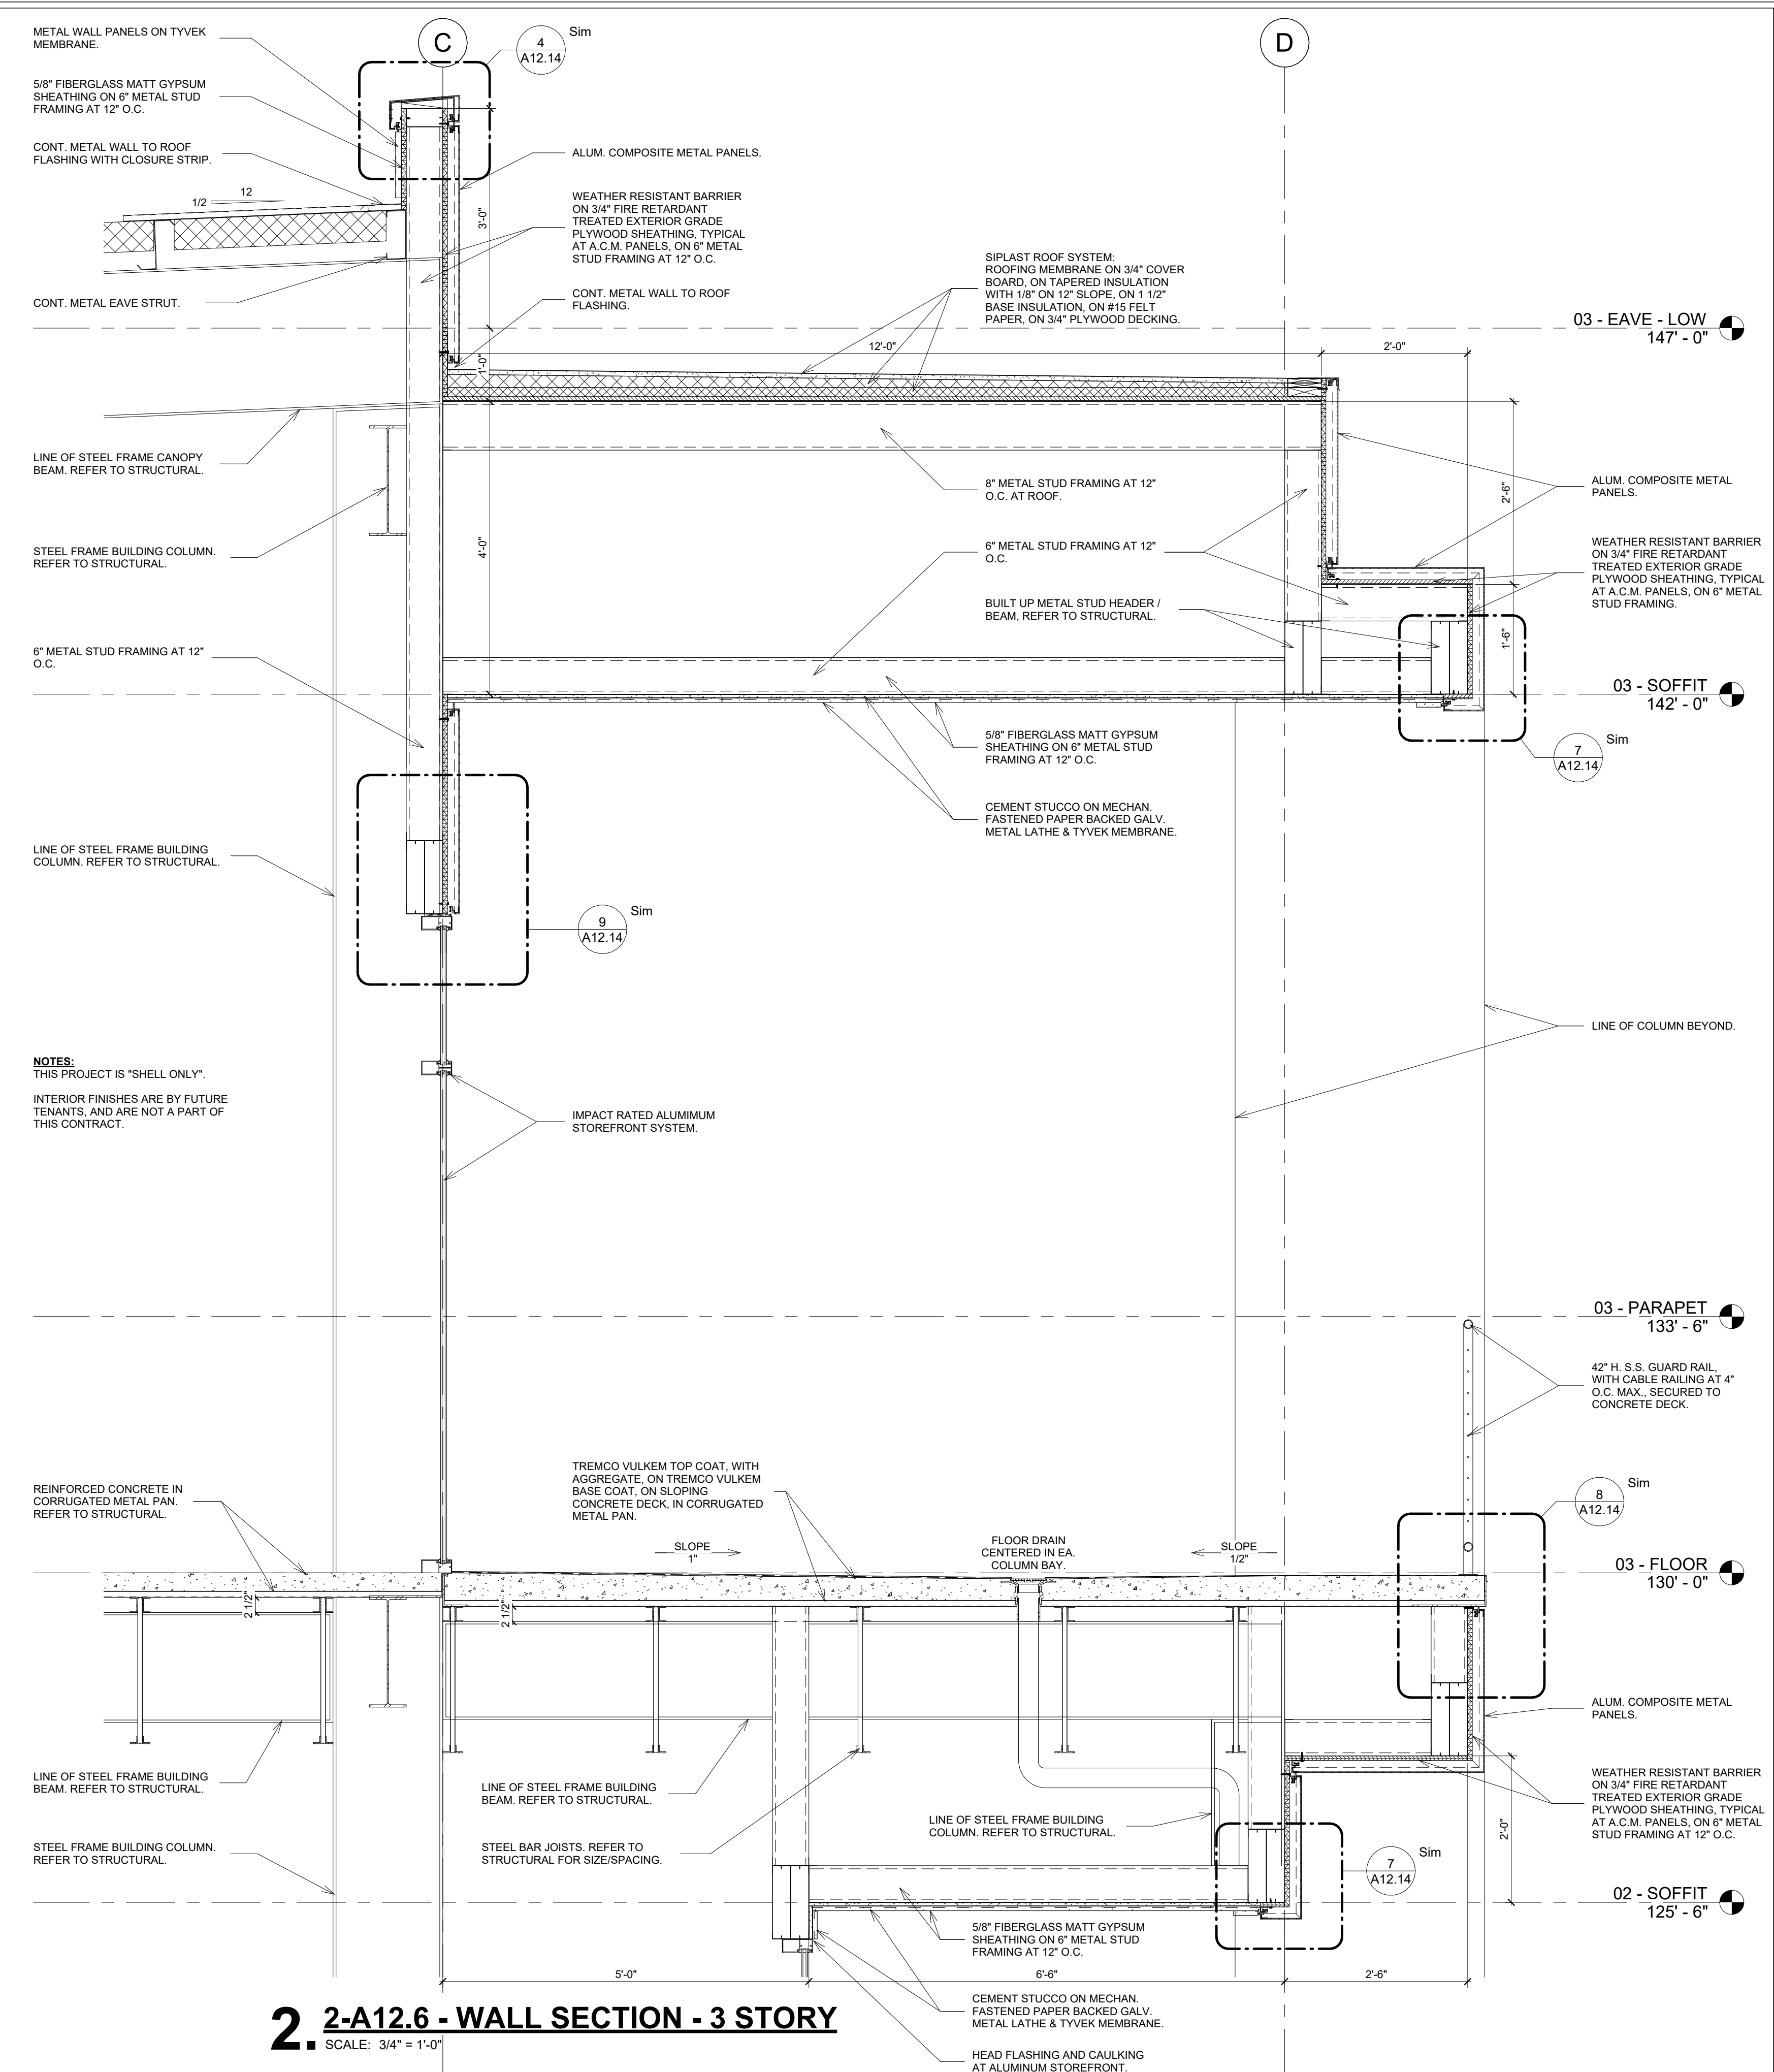 METAL WALL PANELS ON TYVEK
MEMBRANE.
5/8" FIBERGLASS MATT GYPSUM
SHEATHING ON 6" METAL STUD
FRAMING AT 12" O.C.
CONT. METAL WALL TO ROOF
FLASHING WITH CLOSURE STRIP.
12
1/2
CONT. METAL EAVE STRUT.
LINE OF STEEL FRAME CANOPY
BEAM. REFER TO STRUCTURAL.
STEEL FRAME BUILDING COLUMN.
REFER TO STRUCTURAL.
6" METAL STUD FRAMING AT 12"
O.C.
LINE OF STEEL FRAME BUILDING
COLUMN. REFER TO STRUCTURAL.
NOTES:
THIS PROJECT IS "SHELL ONLY".
INTERIOR FINISHES ARE BY FUTURE
TENANTS, AND ARE NOT A PART OF
THIS CONTRACT.
REINFORCED CONCRETE IN
CORRUGATED METAL PAN.
REFER TO STRUCTURAL.
2 1/2"
LINE OF STEEL FRAME BUILDING
BEAM. REFER TO STRUCTURAL.
STEEL FRAME BUILDING COLUMN.
REFER TO STRUCTURAL.
C
4
A12.14
Sim
D
ALUM. COMPOSITE METAL PANELS.
3'-0"
WEATHER RESISTANT BARRIER
ON 3/4" FIRE RETARDANT
TREATED EXTERIOR GRADE
PLYWOOD SHEATHING, TYPICAL
AT A.C.M. PANELS, ON 6" METAL
STUD FRAMING AT 12" O.C.
CONT. METAL WALL TO ROOF
FLASHING.
SIPLAST ROOF SYSTEM:
ROOFING MEMBRANE ON 3/4" COVER
BOARD, ON TAPERED INSULATION
WITH 1/8" ON 12" SLOPE, ON 1 1/2"
BASE INSULATION, ON #15 FELT
PAPER, ON 3/4" PLYWOOD DECKING.
03 - EAVE - LOW
147' - 0"
1'-0"
12'-0"
2'-0"
4'-0"
8" METAL STUD FRAMING AT 12"
O.C. AT ROOF.
6" METAL STUD FRAMING AT 12"
O.C.
BUILT UP METAL STUD HEADER /
BEAM, REFER TO STRUCTURAL.
2'-6"
1'-6"
ALUM. COMPOSITE METAL
PANELS.
WEATHER RESISTANT BARRIER
ON 3/4" FIRE RETARDANT
TREATED EXTERIOR GRADE
PLYWOOD SHEATHING, TYPICAL
AT A.C.M. PANELS, ON 6" METAL
STUD FRAMING.
03 - SOFFIT
142' - 0"
5/8" FIBERGLASS MATT GYPSUM
SHEATHING ON 6" METAL STUD
FRAMING AT 12" O.C.
7
A12.14
Sim
CEMENT STUCCO ON MECHAN.
FASTENED PAPER BACKED GALV.
METAL LATHE & TYVEK MEMBRANE.
9
A12.14
Sim
LINE OF COLUMN BEYOND.
IMPACT RATED ALUMIMUM
STOREFRONT SYSTEM.
03 - PARAPET
133' - 6"
42" H. S.S. GUARD RAIL,
WITH CABLE RAILING AT 4"
O.C. MAX., SECURED TO
CONCRETE DECK.
TREMCO VULKEM TOP COAT, WITH
AGGREGATE, ON TREMCO VULKEM
BASE COAT, ON SLOPING
CONCRETE DECK, IN CORRUGATED
METAL PAN.
8
A12.14
Sim
SLOPE
1"
FLOOR DRAIN
CENTERED IN EA.
COLUMN BAY.
SLOPE
1/2"
03 - FLOOR
130' - 0"
2 1/2"
LINE OF STEEL FRAME BUILDING
BEAM. REFER TO STRUCTURAL.
STEEL BAR JOISTS. REFER TO
STRUCTURAL FOR SIZE/SPACING.
LINE OF STEEL FRAME BUILDING
COLUMN. REFER TO STRUCTURAL.
ALUM. COMPOSITE METAL
PANELS.
WEATHER RESISTANT BARRIER
ON 3/4" FIRE RETARDANT
TREATED EXTERIOR GRADE
PLYWOOD SHEATHING, TYPICAL
AT A.C.M. PANELS, ON 6" METAL
STUD FRAMING AT 12" O.C.
2'-0"
7
A12.14
Sim
02 - SOFFIT
125' - 6"
5/8" FIBERGLASS MATT GYPSUM
SHEATHING ON 6" METAL STUD
FRAMING AT 12" O.C.
5'-0"
6'-6"
2'-6"
CEMENT STUCCO ON MECHAN.
FASTENED PAPER BACKED GALV.
METAL LATHE & TYVEK MEMBRANE.
HEAD FLASHING AND CAULKING
AT ALUMINUM STOREFRONT.
2. 2-A12.6 - WALL SECTION - 3 STORY
SCALE: 3/4" = 1'-0"